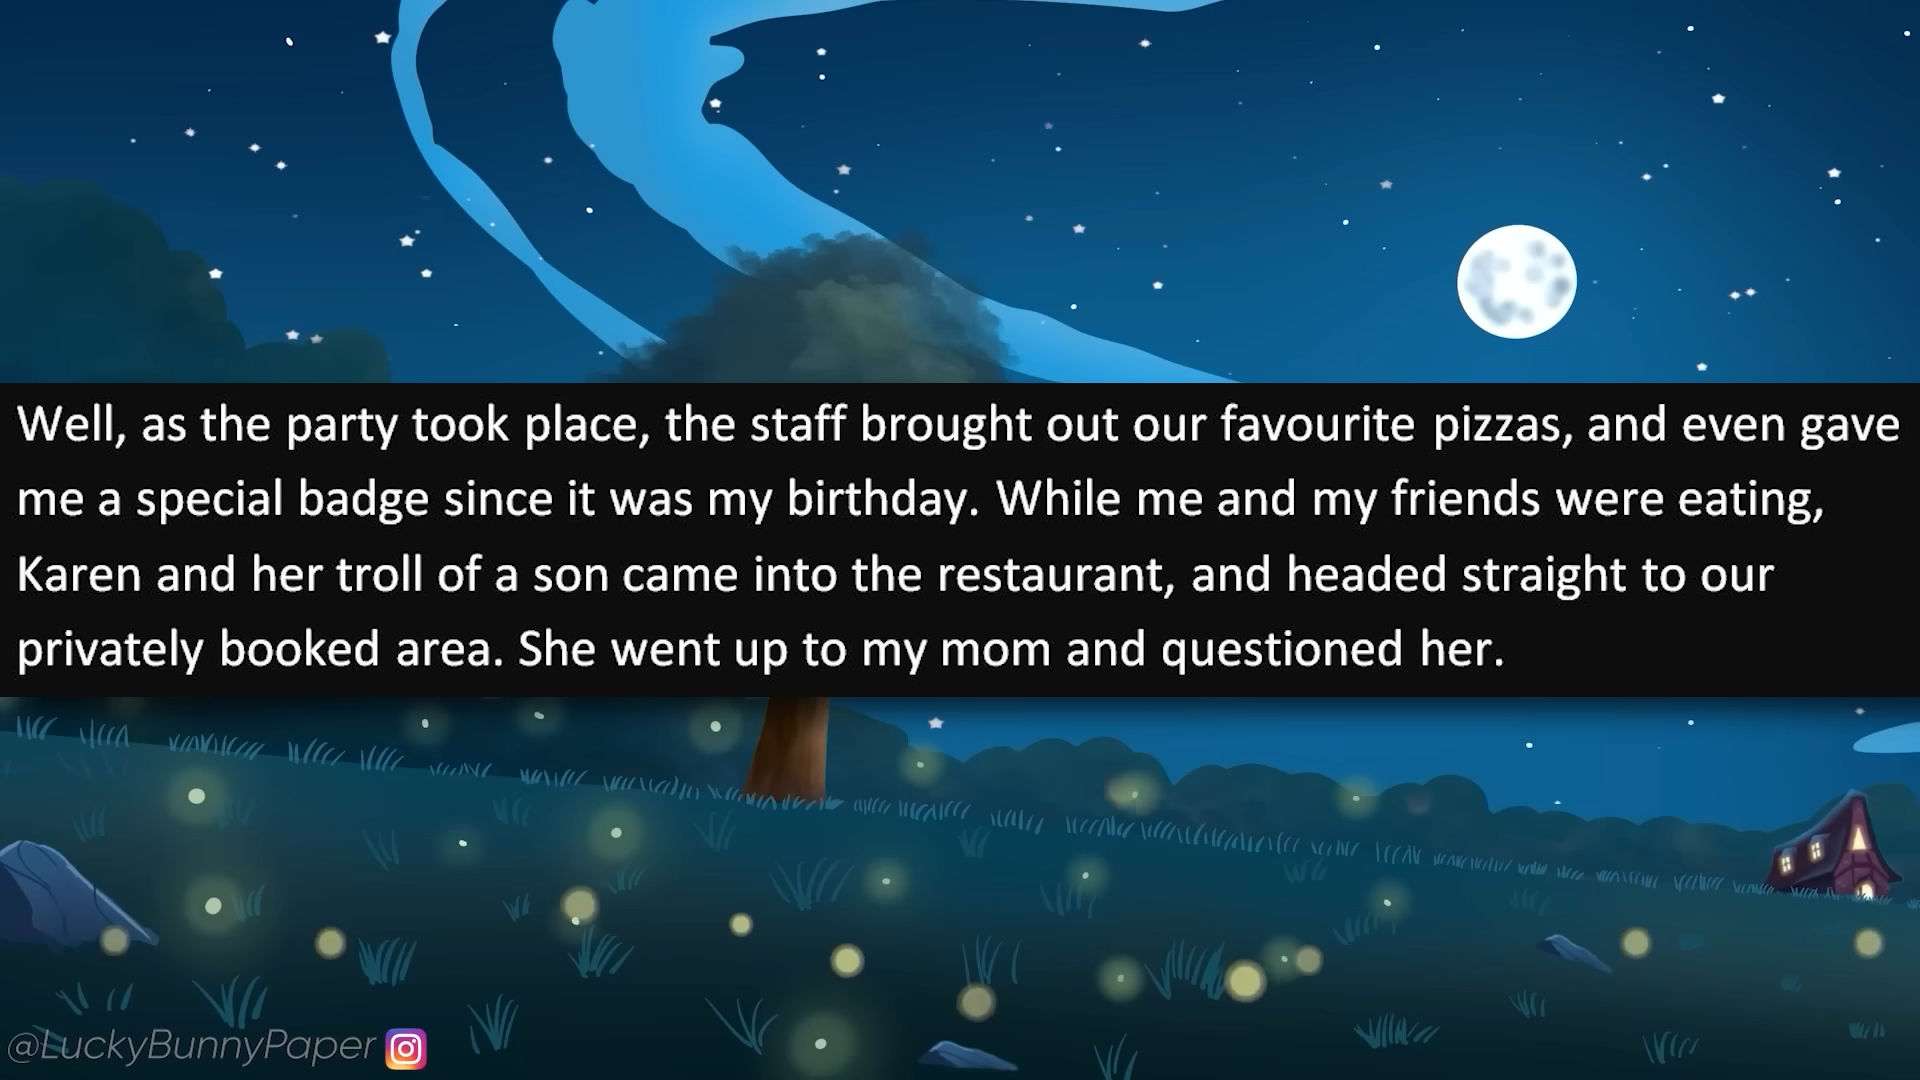 Well, as the party took place, the staff brought out our favourite pizzas, and even gave
me a special badge since it was my birthday. While me and my friends were eating,
Karen and her troll of a son came into the restaurant, and headed straight to our
privately booked area. She went up to my mom and questioned her.
@LuckyBunnyPaper